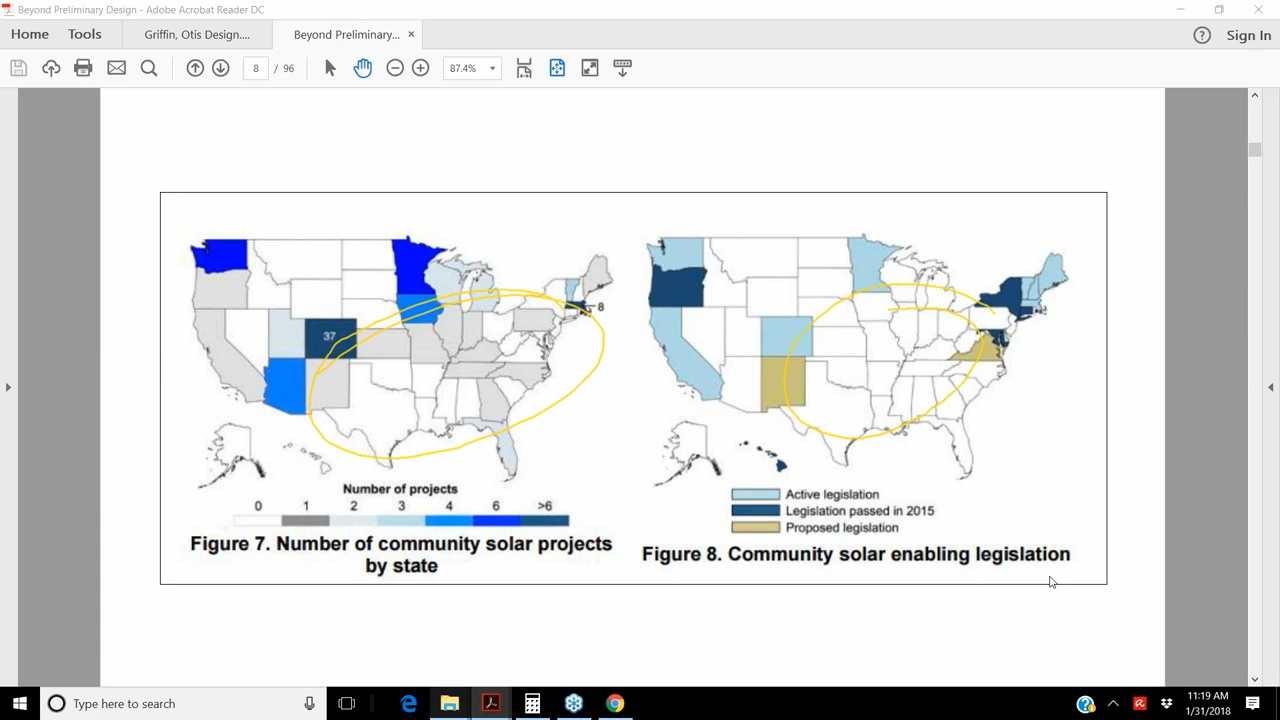 Beyond Preliminary Design - Adobe Acrobat Reader DC
Home
Tools
Griffin, Otis Design....
Beyond Preliminary... ×
Sign In
8 / 96
87.4%
37
8
Number of projects
0 1 2 3 4 6 >6
Figure 7. Number of community solar projects
by state
Active legislation
Legislation passed in 2015
Proposed legislation
Figure 8. Community solar enabling legislation
Type here to search
11:19 AM
1/31/2018